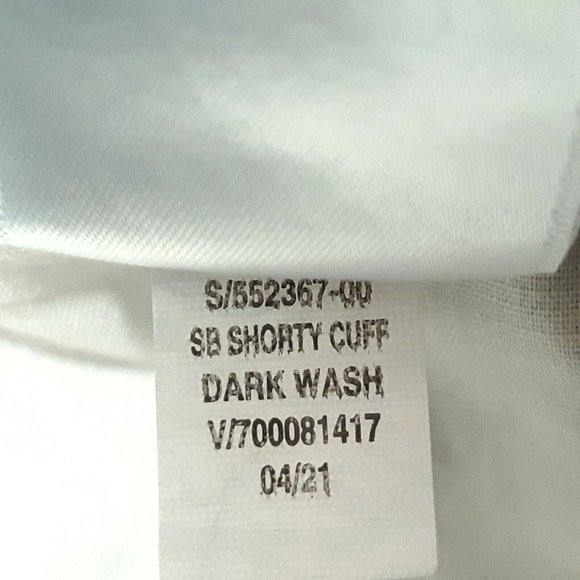 S/552367-00
SB SHORTY CUFF
DARK WASH
V/700081417
04/21